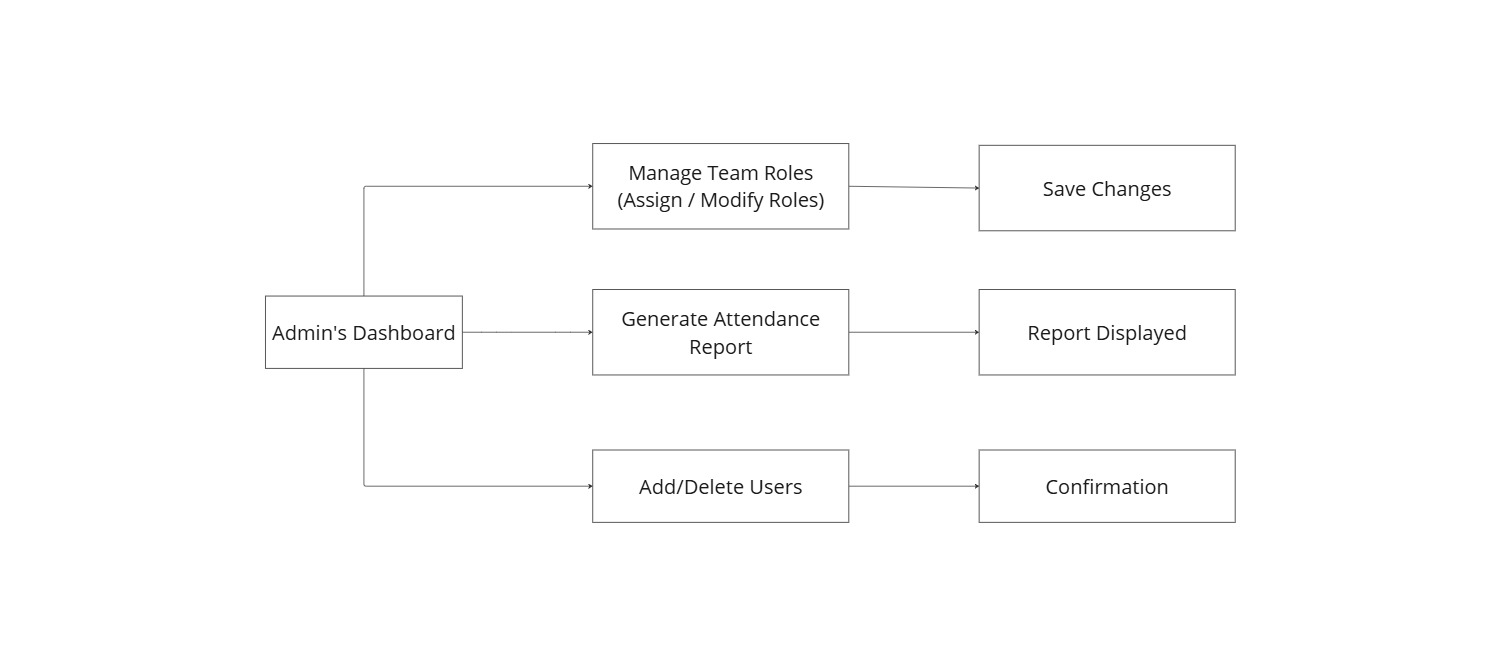 Manage Team Roles
(Assign / Modify Roles)
Save Changes
Admin's Dashboard
Generate Attendance
Report
Report Displayed
Add/Delete Users
Confirmation